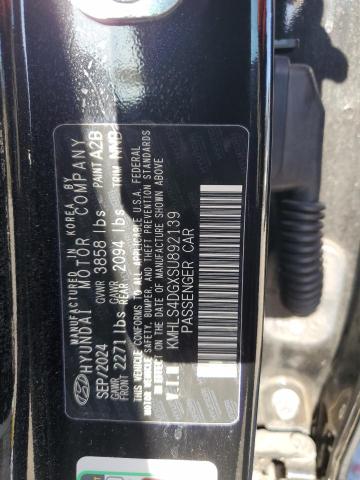 MANUFACTURED IN KOREA BY
HYUNDAI MOTOR COMPANY
SEP/2024 GVWR 3858 lbs PAINT A2B
GAWR FRONT 2271 lbs GAWR REAR 2094 lbs TRIM NNB
THIS VEHICLE CONFORMS TO ALL APPLICABLE U.S.A. FEDERAL
MOTOR VEHICLE SAFETY, BUMPER, AND THEFT PREVENTION STANDARDS
IN EFFECT ON THE DATE OF MANUFACTURE SHOWN ABOVE
V.I.N
KMHLS4DGXSU892139
PASSENGER CAR